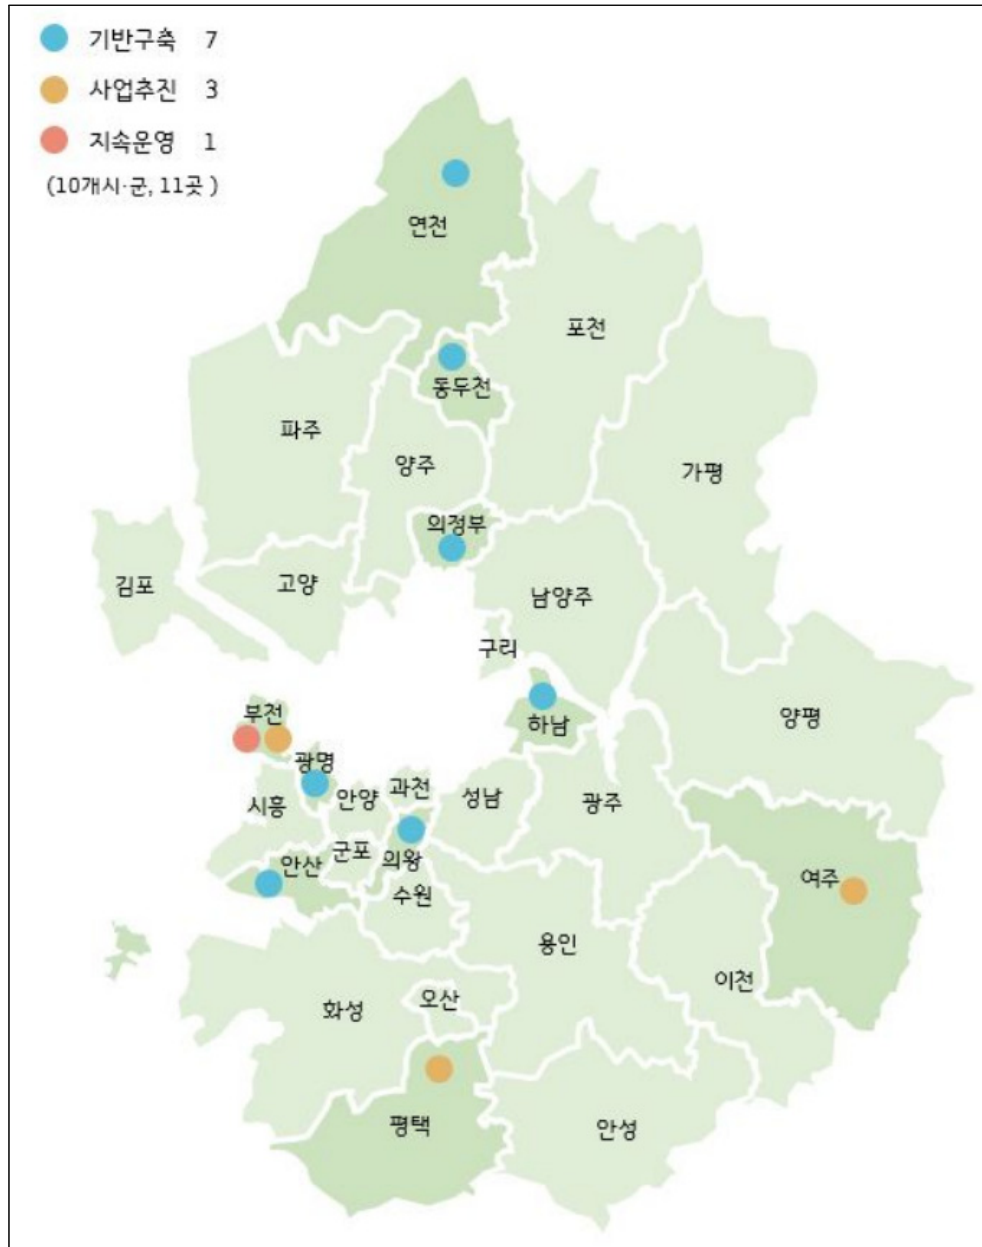 기반구축 7
사업추진 3
지속운영 1
(10개시·군, 11곳 )
연천
포천
동두천
파주
양주
가평
의정부
김포
고양
남양주
구리
부천
하남
양평
광명
안양
과천
성남
광주
시흥
군포
의왕
안산
수원
여주
용인
이천
화성
오산
평택
안성